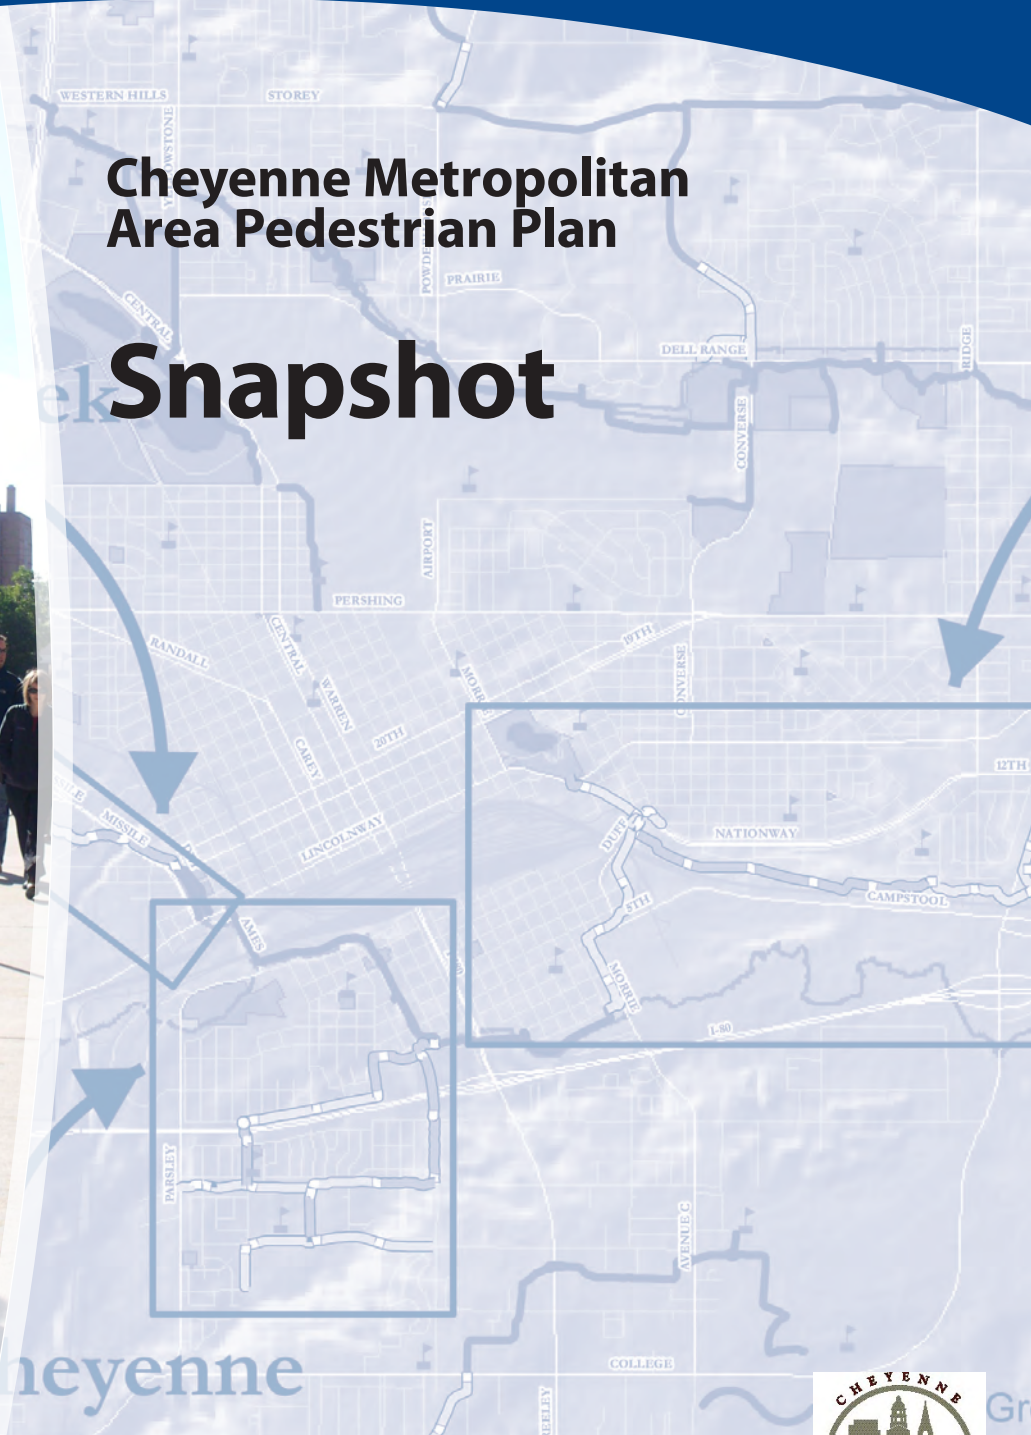 WESTERN HILLS
STOREY
Cheyenne Metropolitan
Area Pedestrian Plan
PRAIRIE
CENTRAL
Snapshot
DELL RANGE
RIDGE
CONVERSE
AIRPORT
PERSHING
RANDALL
CENTRAL
WARREN
19TH
CONVERSE
CAREY
20TH
12TH
MISSILE
LINCOLNWAY
DUFF
NATIONWAY
CAMPSTOOL
5TH
AMES
MORRIE
I-80
PARSLEY
AVENUE C
COLLEGE
heyenne
CHEYENNE